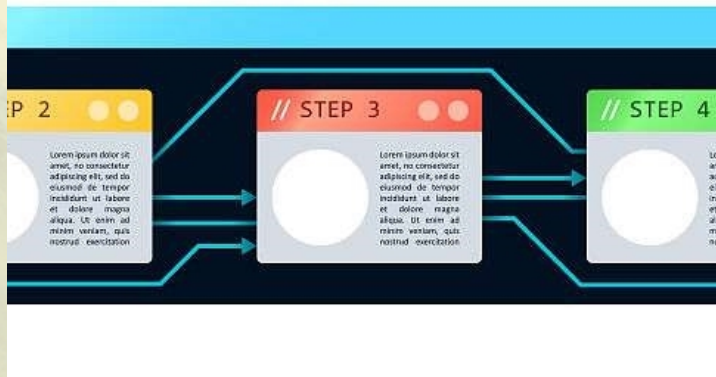 EP 2
Lorem ipsum dolor sit
amet, no consectetur
adipiscing elit, sed do
eiusmod de tempor
incididunt ut labore
et dolore magna
aliqua. Ut enim ad
minim veniam, quis
nostrud exercitation
// STEP 3
Lorem ipsum dolor sit
amet, no consectetur
adipiscing elit, sed do
eiusmod de tempor
incididunt ut labore
et dolore magna
aliqua. Ut enim ad
minim veniam, quis
nostrud exercitation
// STEP 4